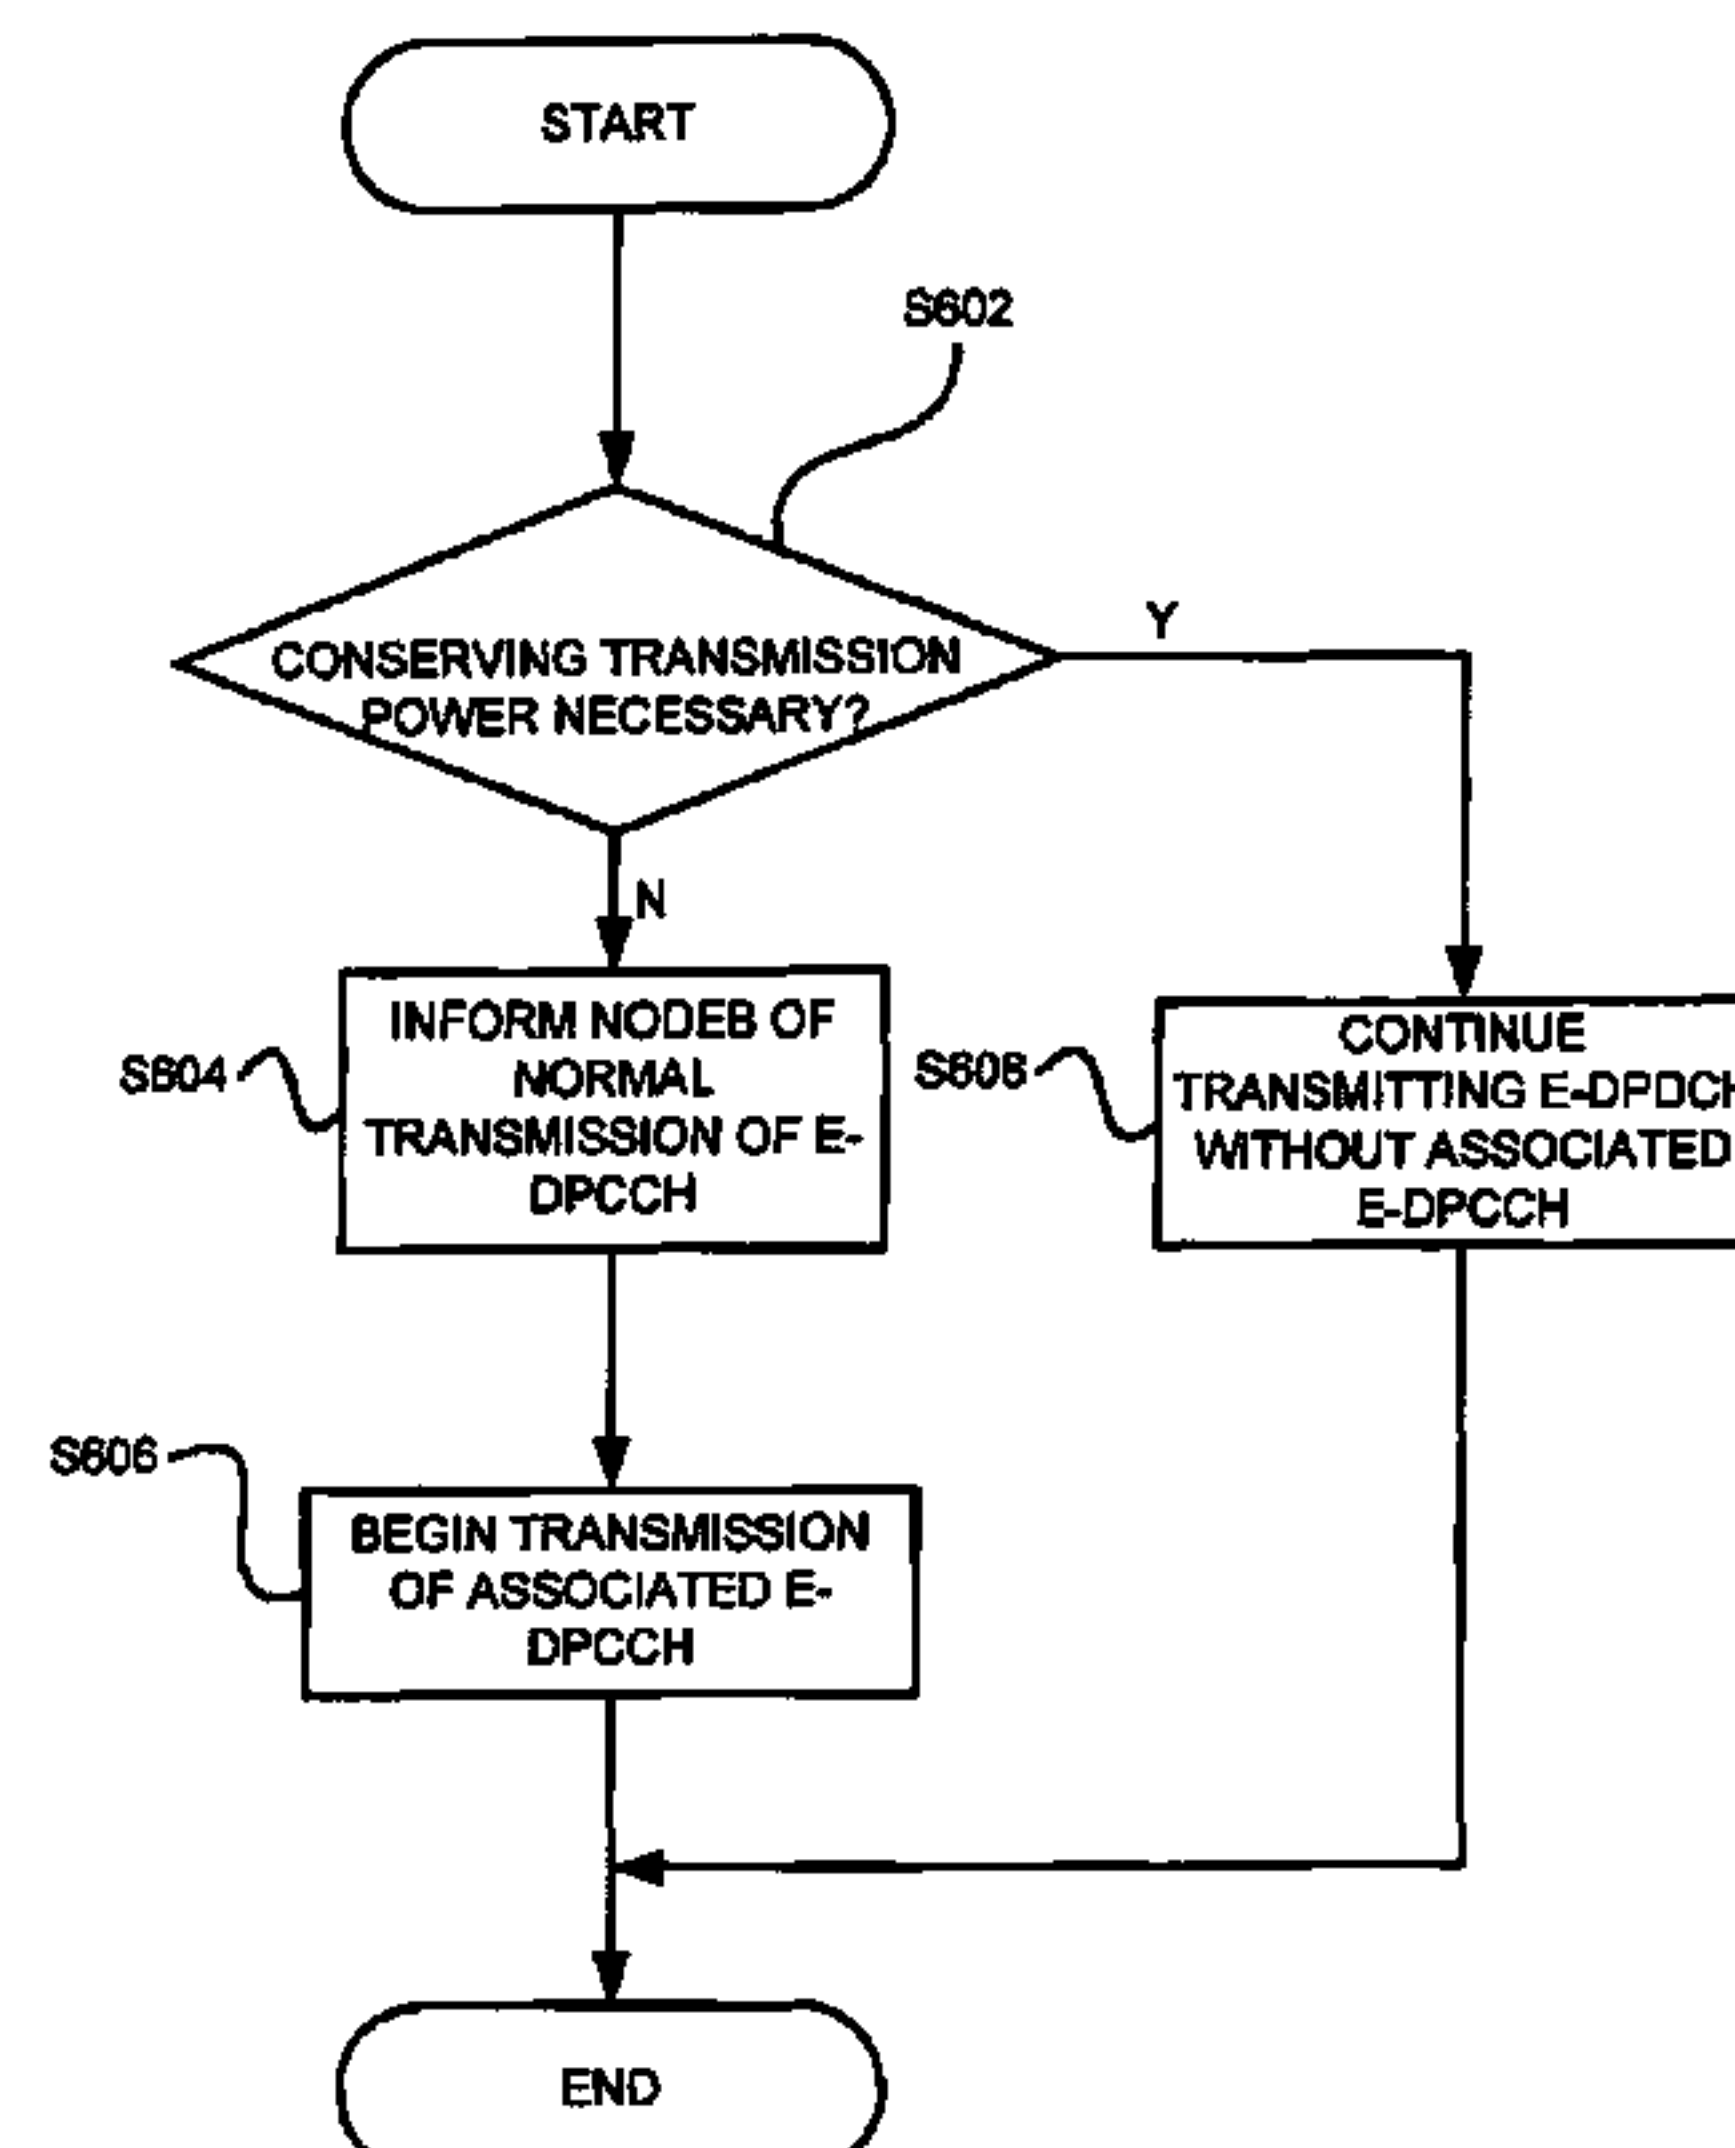 START
S602
CONSERVING TRANSMISSION
POWER NECESSARY?
Y
N
INFORM NODEB OF
NORMAL
TRANSMISSION OF E-
DPCCH
S604
S608
CONTINUE
TRANSMITTING E-DPDCH
WITHOUT ASSOCIATED
E-DPCCH
S606
BEGIN TRANSMISSION
OF ASSOCIATED E-
DPCCH
END